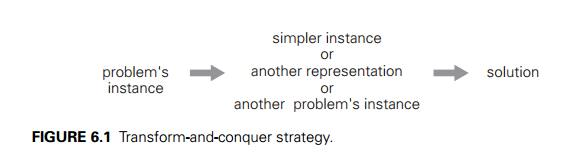 simpler instance
or
problem's
instance
another representation
solution
or
another problem's instance
FIGURE 6.1 Transform-and-conquer strategy.